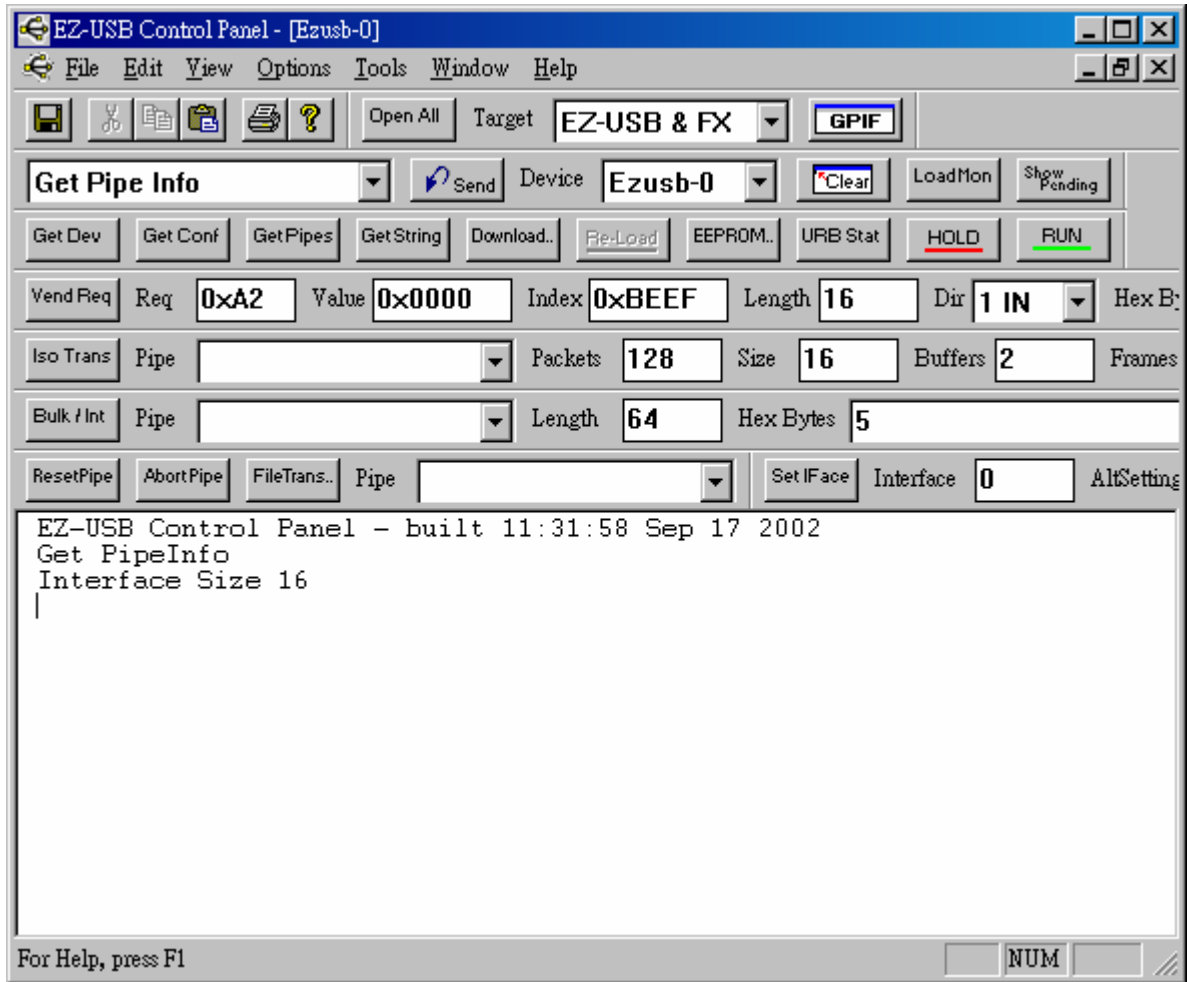 EZ-USB Control Panel - [Ezusb-0]
File Edit View Options Tools Window Help
Open All Target EZ-USB & FX GPIF
Get Pipe Info Send Device Ezusb-0 Clear LoadMon Show Pending
Get Dev Get Conf GetPipes GetString Download.. Re-Load EEPROM.. URB Stat HOLD RUN
Vend Req Req 0xA2 Value 0x0000 Index 0xBEEF Length 16 Dir 1 IN Hex By
Iso Trans Pipe Packets 128 Size 16 Buffers 2 Frames
Bulk / Int Pipe Length 64 Hex Bytes 5
ResetPipe AbortPipe FileTrans.. Pipe Set IFace Interface 0 AltSetting
EZ-USB Control Panel - built 11:31:58 Sep 17 2002
Get PipeInfo
Interface Size 16
For Help, press F1 NUM